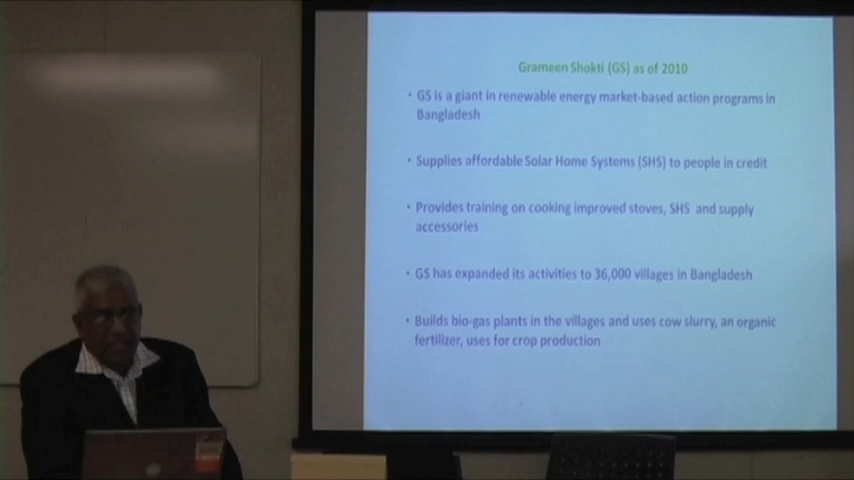 Grameen Shokti (GS) as of 2010
• GS is a giant in renewable energy market-based action programs in
Bangladesh
• Supplies affordable Solar Home Systems (SHS) to people in credit
• Provides training on cooking improved stoves, SHS and supply
accessories
• GS has expanded its activities to 36,000 villages in Bangladesh
• Builds bio-gas plants in the villages and uses cow slurry, an organic
fertilizer, uses for crop production